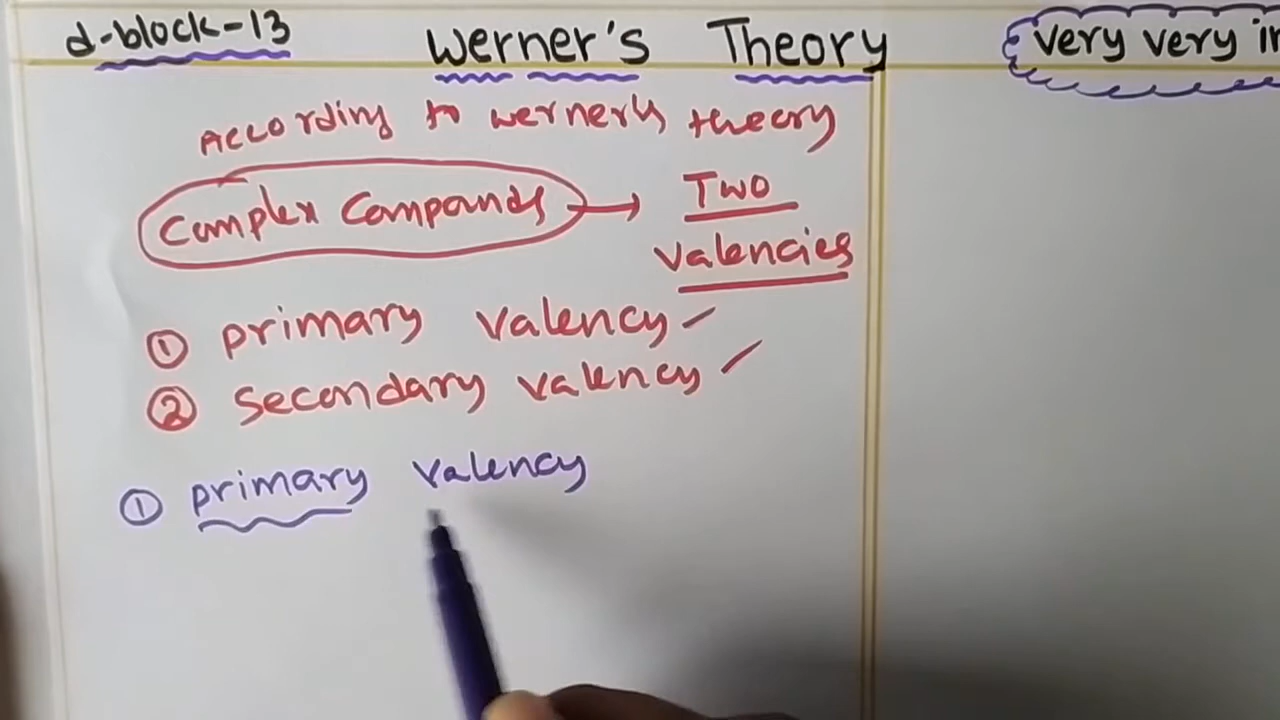 d-block-13
Werner's Theory
very very
According to werner's theory
Complex Compounds → Two
valencies
① primary valency
② Secondary valency
① primary valency